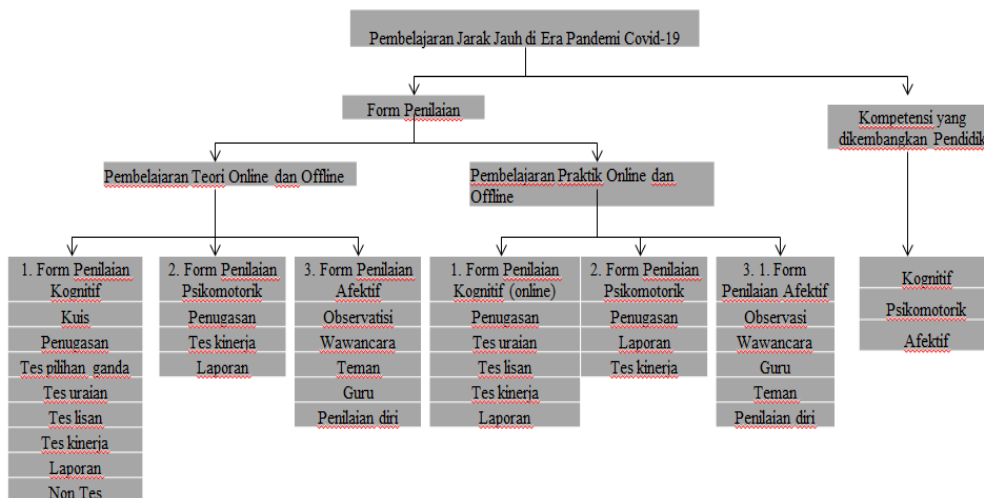 Pembelajaran Jarak Jauh di Era Pandemi Covid-19
Form Penilaian
Kompetensi yang
dikembangkan Pendidik
Pembelajaran Teori Online dan Offline
Pembelajaran Praktik Online dan
Offline
1. Form Penilaian
Kognitif
Kuis
Penugasan
Tes pilihan ganda
Tes uraian
Tes lisan
Tes kinerja
Laporan
Non Tes
2. Form Penilaian
Psikomotorik
Penugasan
Tes kinerja
Laporan
3. Form Penilaian
Afektif
Observatisi
Wawancara
Teman
Guru
Penilaian diri
1. Form Penilaian
Kognitif (online)
Penugasan
Tes uraian
Tes lisan
Tes kinerja
Laporan
2. Form Penilaian
Psikomotorik
Penugasan
Laporan
Tes kinerja
3. 1. Form
Penilaian Afektif
Observasi
Wawancara
Guru
Teman
Penilaian diri
Kognitif
Psikomotorik
Afektif